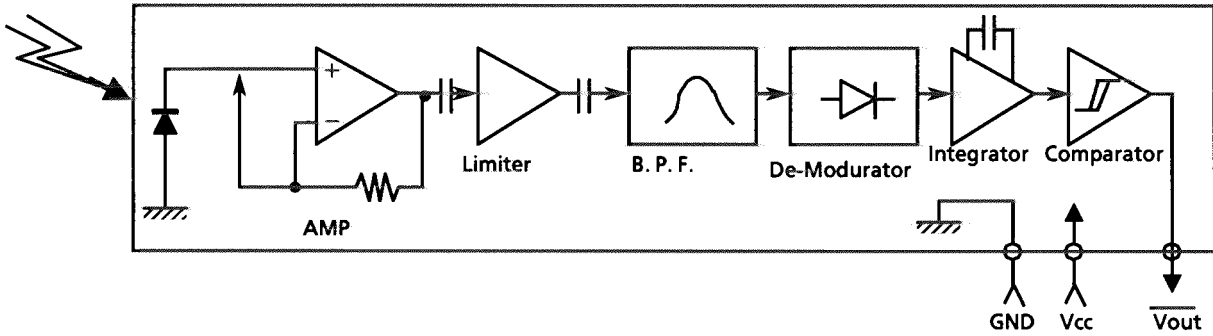 +
−
AMP
Limiter
B. P. F.
De-Modurator
Integrator
Comparator
GND
Vcc
Vout